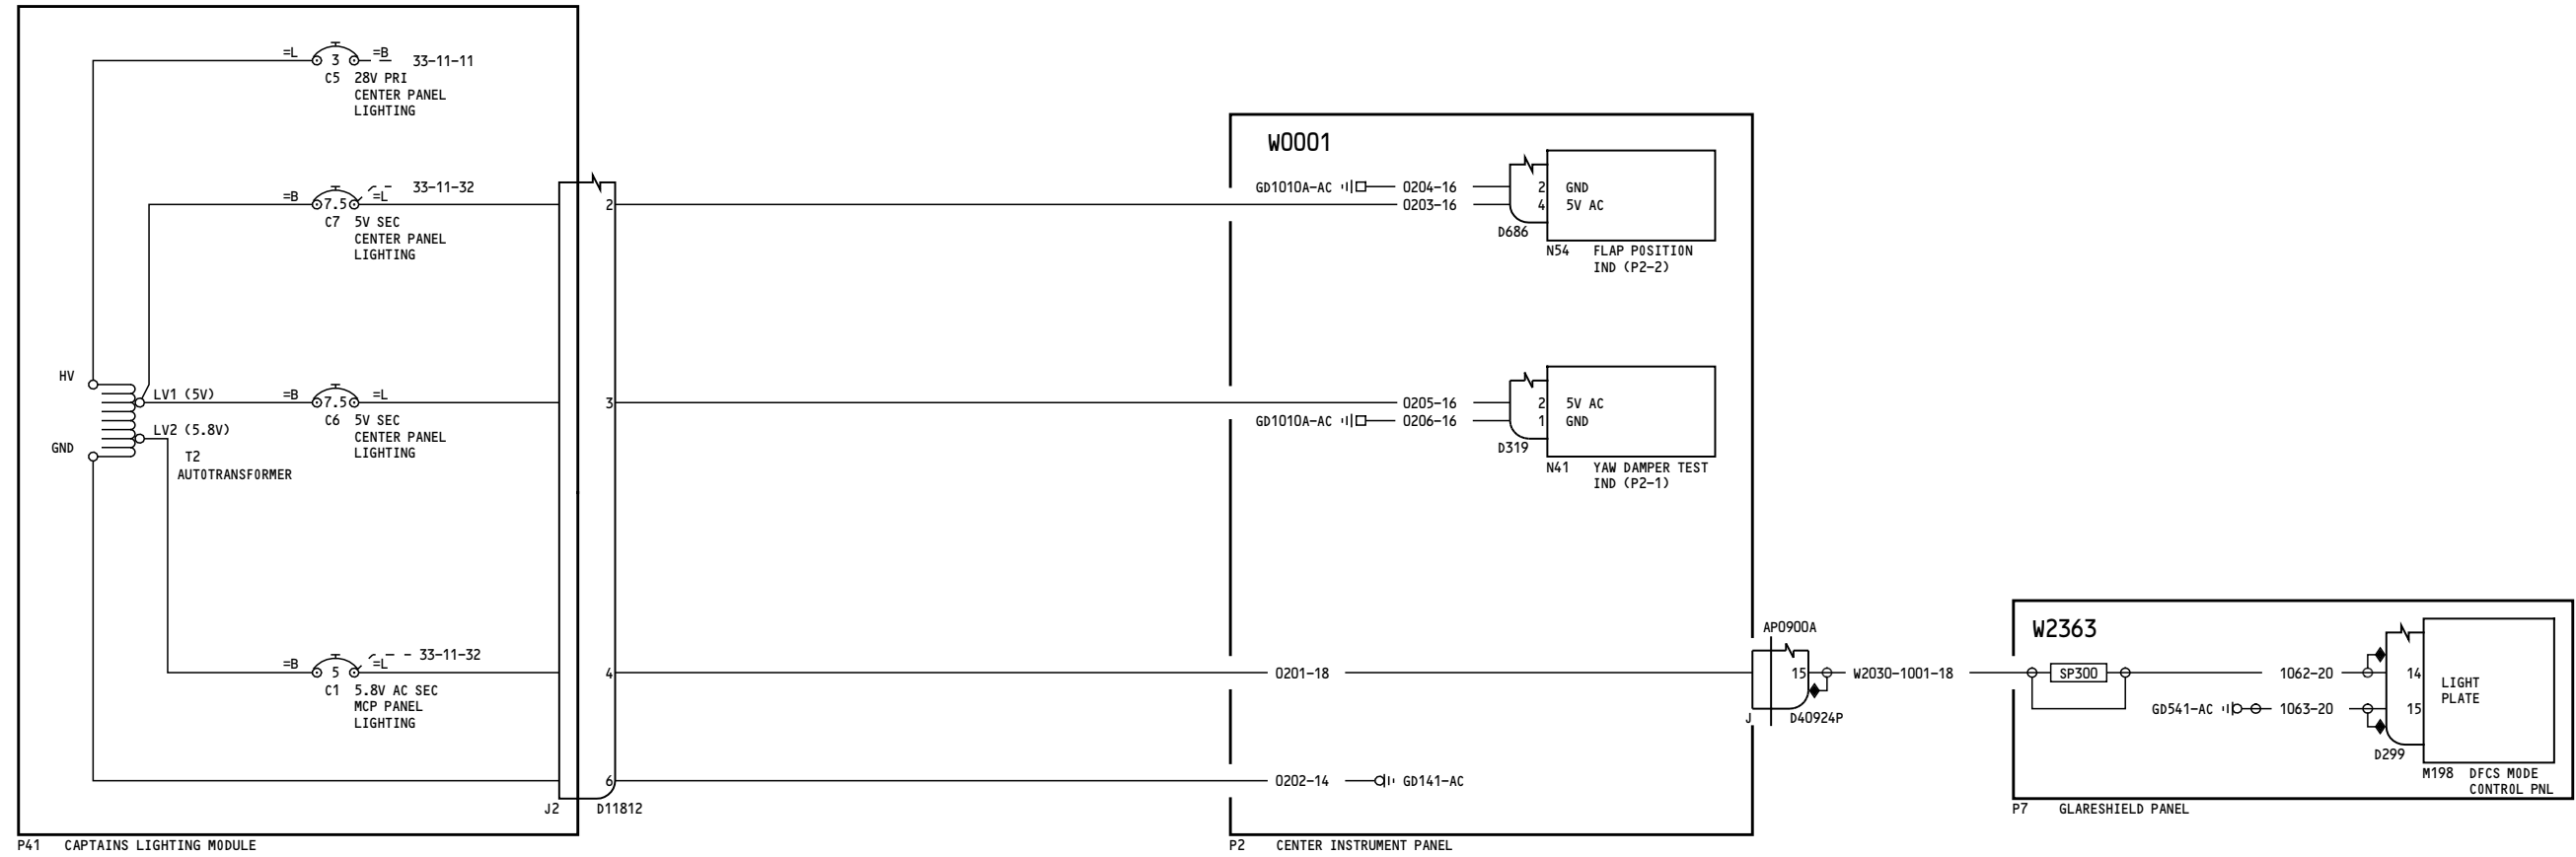 =L
3
=B
33-11-11
C5
28V PRI
CENTER PANEL
LIGHTING
=B
7.5
=L
33-11-32
C7
5V SEC
CENTER PANEL
LIGHTING
2
HV
LV1 (5V)
=B
7.5
=L
C6
5V SEC
CENTER PANEL
LIGHTING
3
LV2 (5.8V)
GND
T2
AUTOTRANSFORMER
=B
5
=L
33-11-32
C1
5.8V AC SEC
MCP PANEL
LIGHTING
4
6
J2
D11812
P41 CAPTAINS LIGHTING MODULE
W0001
GD1010A-AC
0204-16
2
GND
0203-16
4
5V AC
D686
N54
FLAP POSITION
IND (P2-2)
0205-16
2
5V AC
GD1010A-AC
0206-16
1
GND
D319
N41
YAW DAMPER TEST
IND (P2-1)
AP0900A
0201-18
15
J
D40924P
0202-14
GD141-AC
P2 CENTER INSTRUMENT PANEL
W2030-1001-18
W2363
SP300
1062-20
14
LIGHT
PLATE
GD541-AC
1063-20
15
D299
M198
DFCS MODE
CONTROL PNL
P7 GLARESHIELD PANEL